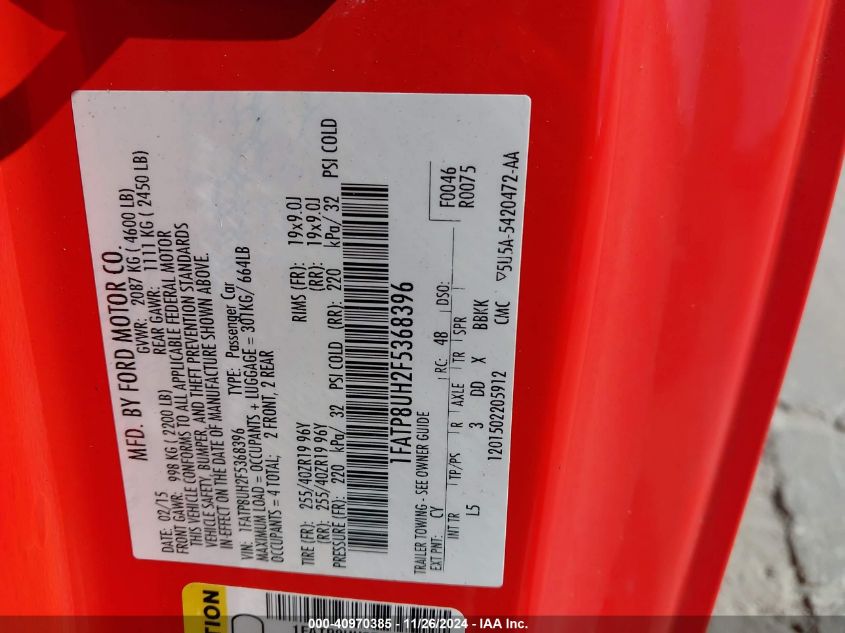 MFD. BY FORD MOTOR CO.
DATE: 02/15 GVWR: 2087 KG ( 4600 LB)
FRONT GAWR: 998 KG ( 2200 LB) REAR GAWR: 1111 KG ( 2450 LB)
THIS VEHICLE CONFORMS TO ALL APPLICABLE FEDERAL MOTOR
VEHICLE SAFETY, BUMPER, AND THEFT PREVENTION STANDARDS
IN EFFECT ON THE DATE OF MANUFACTURE SHOWN ABOVE.
VIN: 1FATP8UH2F5368396 TYPE: Passenger Car
MAXIMUM LOAD = OCCUPANTS + LUGGAGE = 301KG/ 664LB
OCCUPANTS = 4 TOTAL; 2 FRONT, 2 REAR
TIRE (FR): 255/40ZR19 96Y RIMS (FR): 19x9.0J
(RR): 255/40ZR19 96Y (RR): 19x9.0J
PRESSURE (FR): 220 kPa/ 32 PSI COLD (RR): 220 kPa/ 32 PSI COLD
1FATP8UH2F5368396
TRAILER TOWING - SEE OWNER GUIDE
F0046
R0075
EXT PNT: CY RC: 48 DSO:
INT TR TP/PS R AXLE TR SPR
L5 3 DD X BBKK
1201502205912 CMC ▽5U5A-5420472-AA
000-40970385 - 11/26/2024 - IAA Inc.